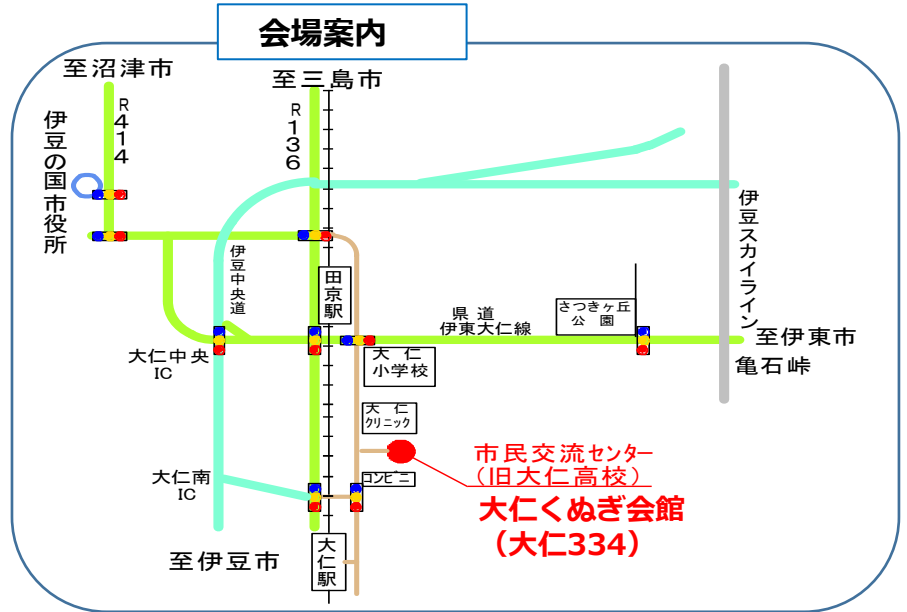 会場案内
至沼津市
至三島市
R414
R136
伊豆の国市役所
伊豆中央道
田京駅
伊豆スカイライン
県道
伊東大仁線
さつきヶ丘
公園
至伊東市
亀石峠
大仁中央
IC
大仁
小学校
大仁
クリニック
市民交流センター
（旧大仁高校）
大仁くぬぎ会館
（大仁334）
コンビニ
大仁南
IC
至伊豆市
大仁駅